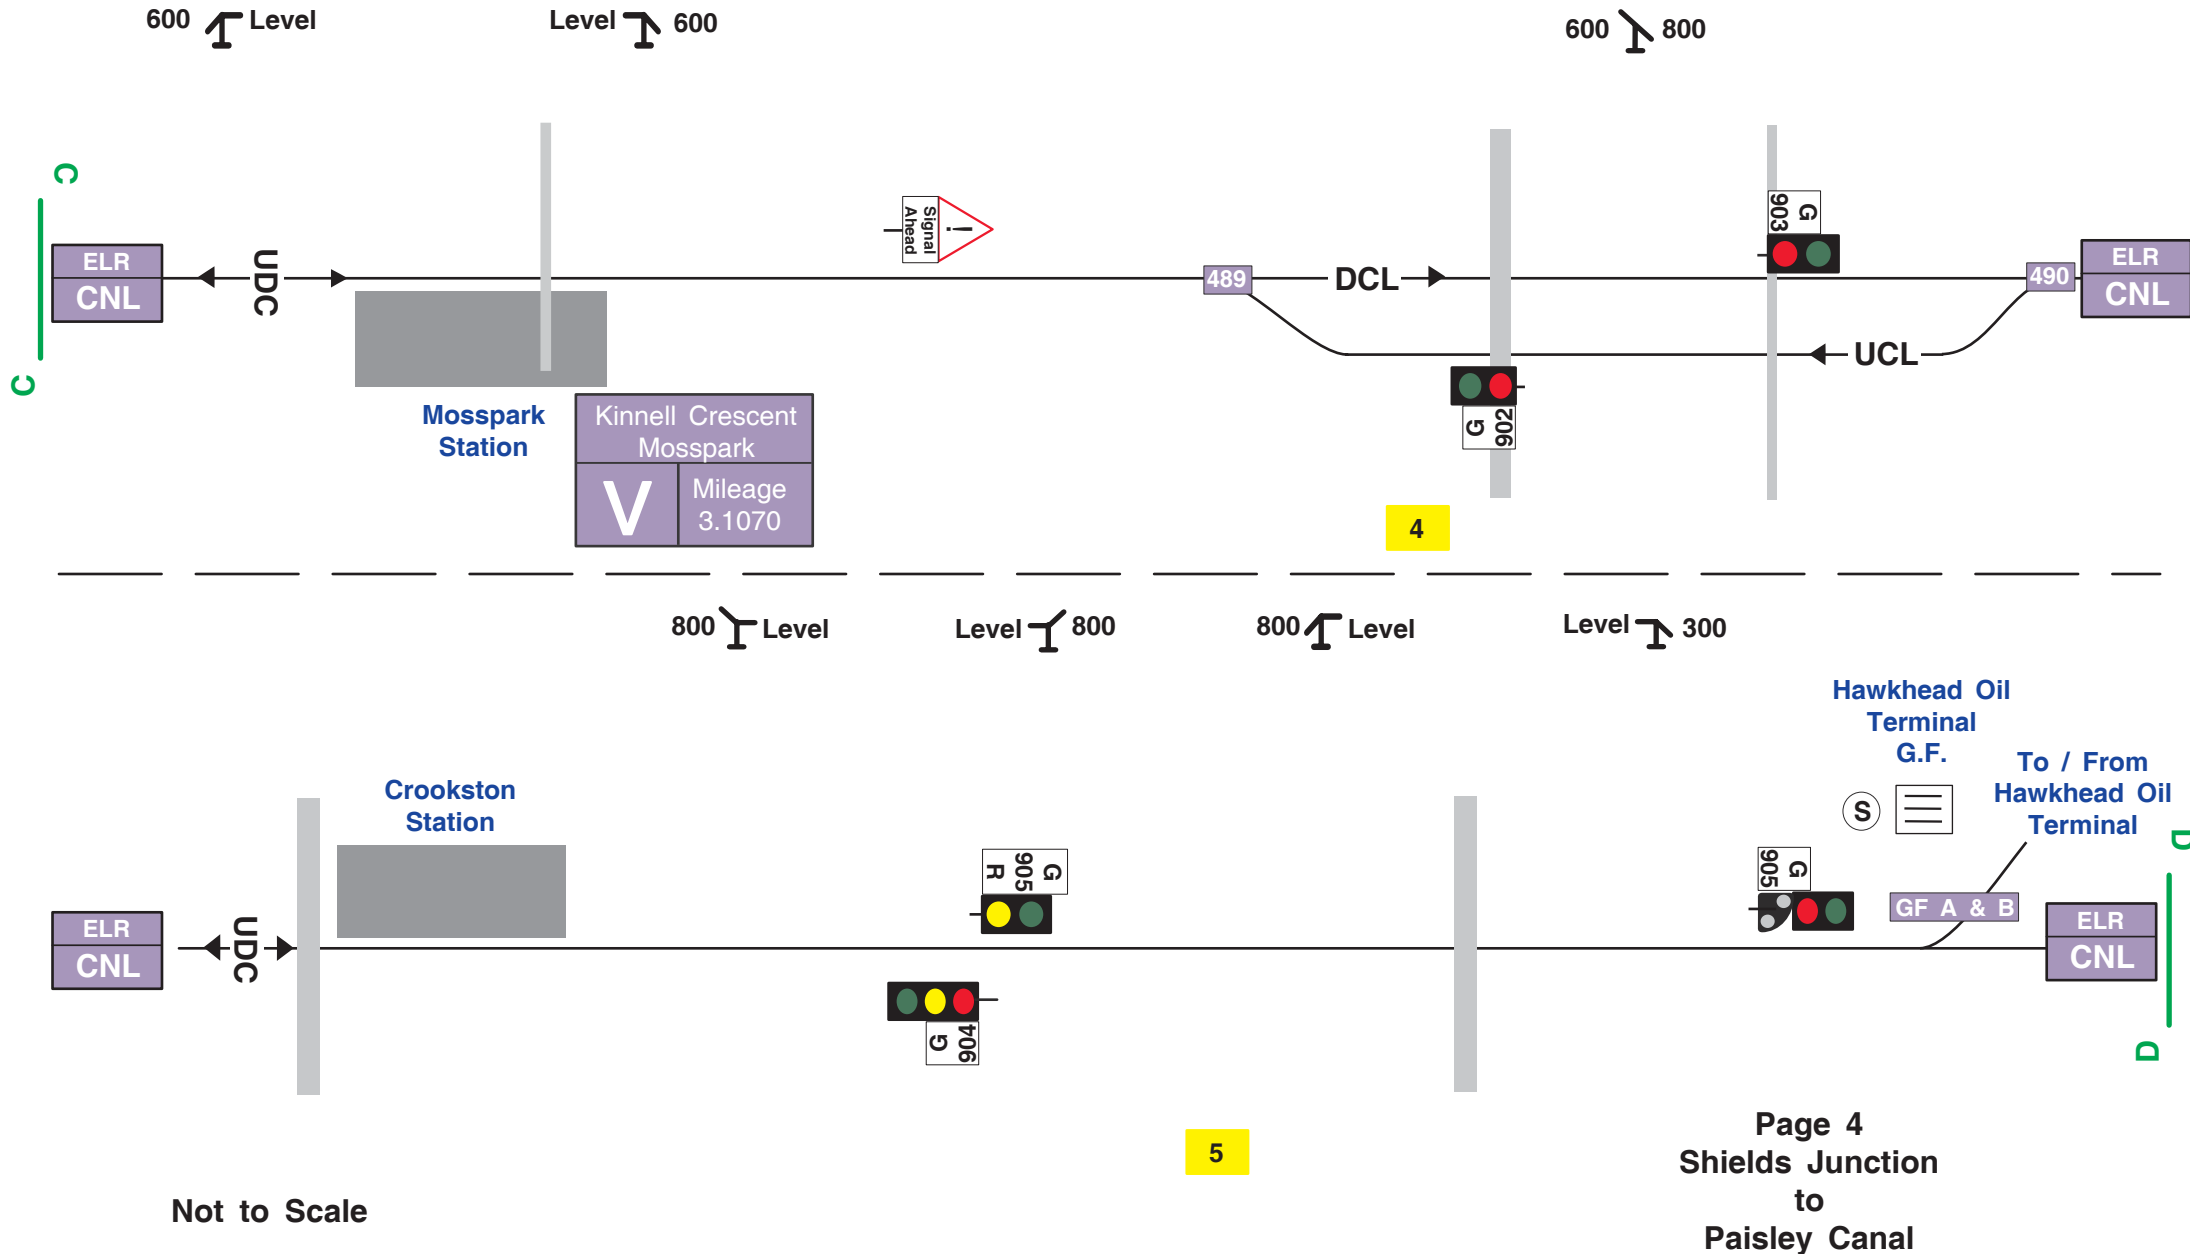 600 Level
Level 600
600 800
C
C
ELR
CNL
UDC
Signal
Ahead
!
489
DCL
G
903
490
ELR
CNL
UCL
G
902
Mosspark
Station
Kinnell Crescent
Mosspark
V
Mileage
3.1070
4
800 Level
Level 800
800 Level
Level 300
Hawkhead Oil
Terminal
G.F.
S
To / From
Hawkhead Oil
Terminal
D
D
Crookston
Station
ELR
CNL
UDC
G
905
R
G
904
G
905
GF A & B
ELR
CNL
5
Page 4
Shields Junction
to
Paisley Canal
Not to Scale